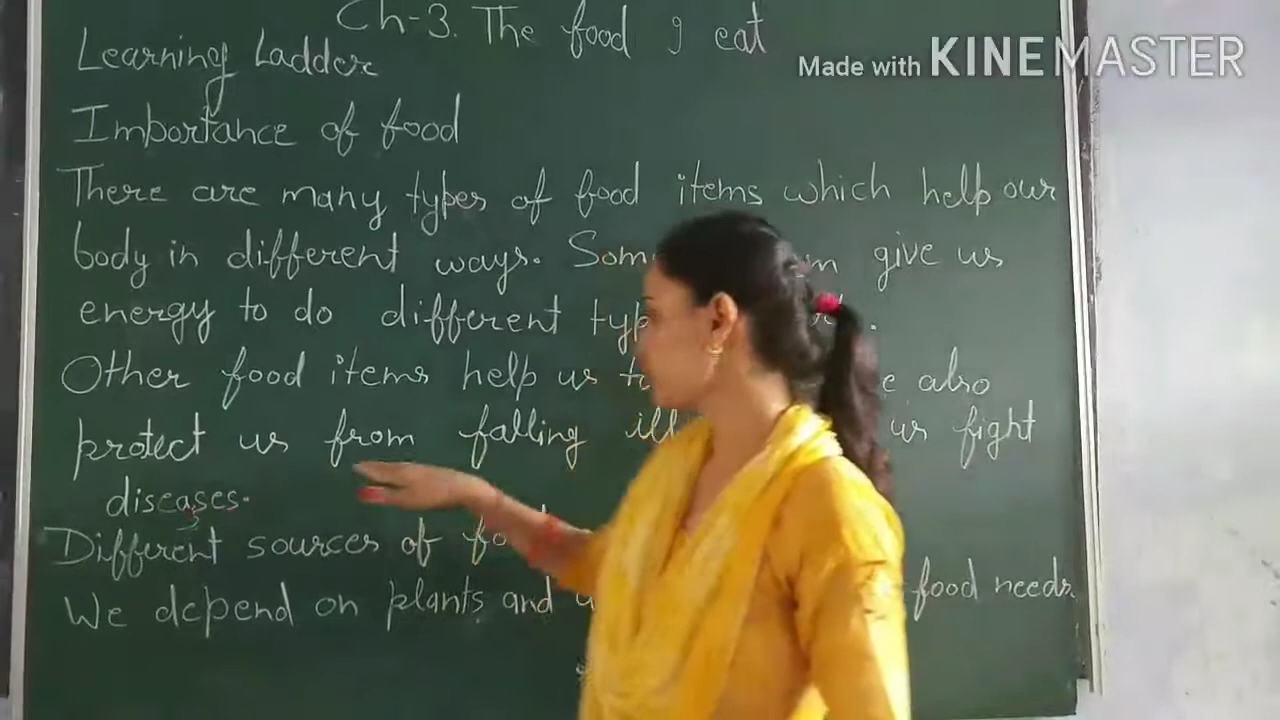 Ch-3. The food I eat
Made with KINEMASTER
Learning Ladder
Importance of food
There are many types of food items which help our
body in different ways. give us
energy to do different
Other food items help us also
protect us from falling us fight
diseases.
Different sources of
We depend on plants and food needs